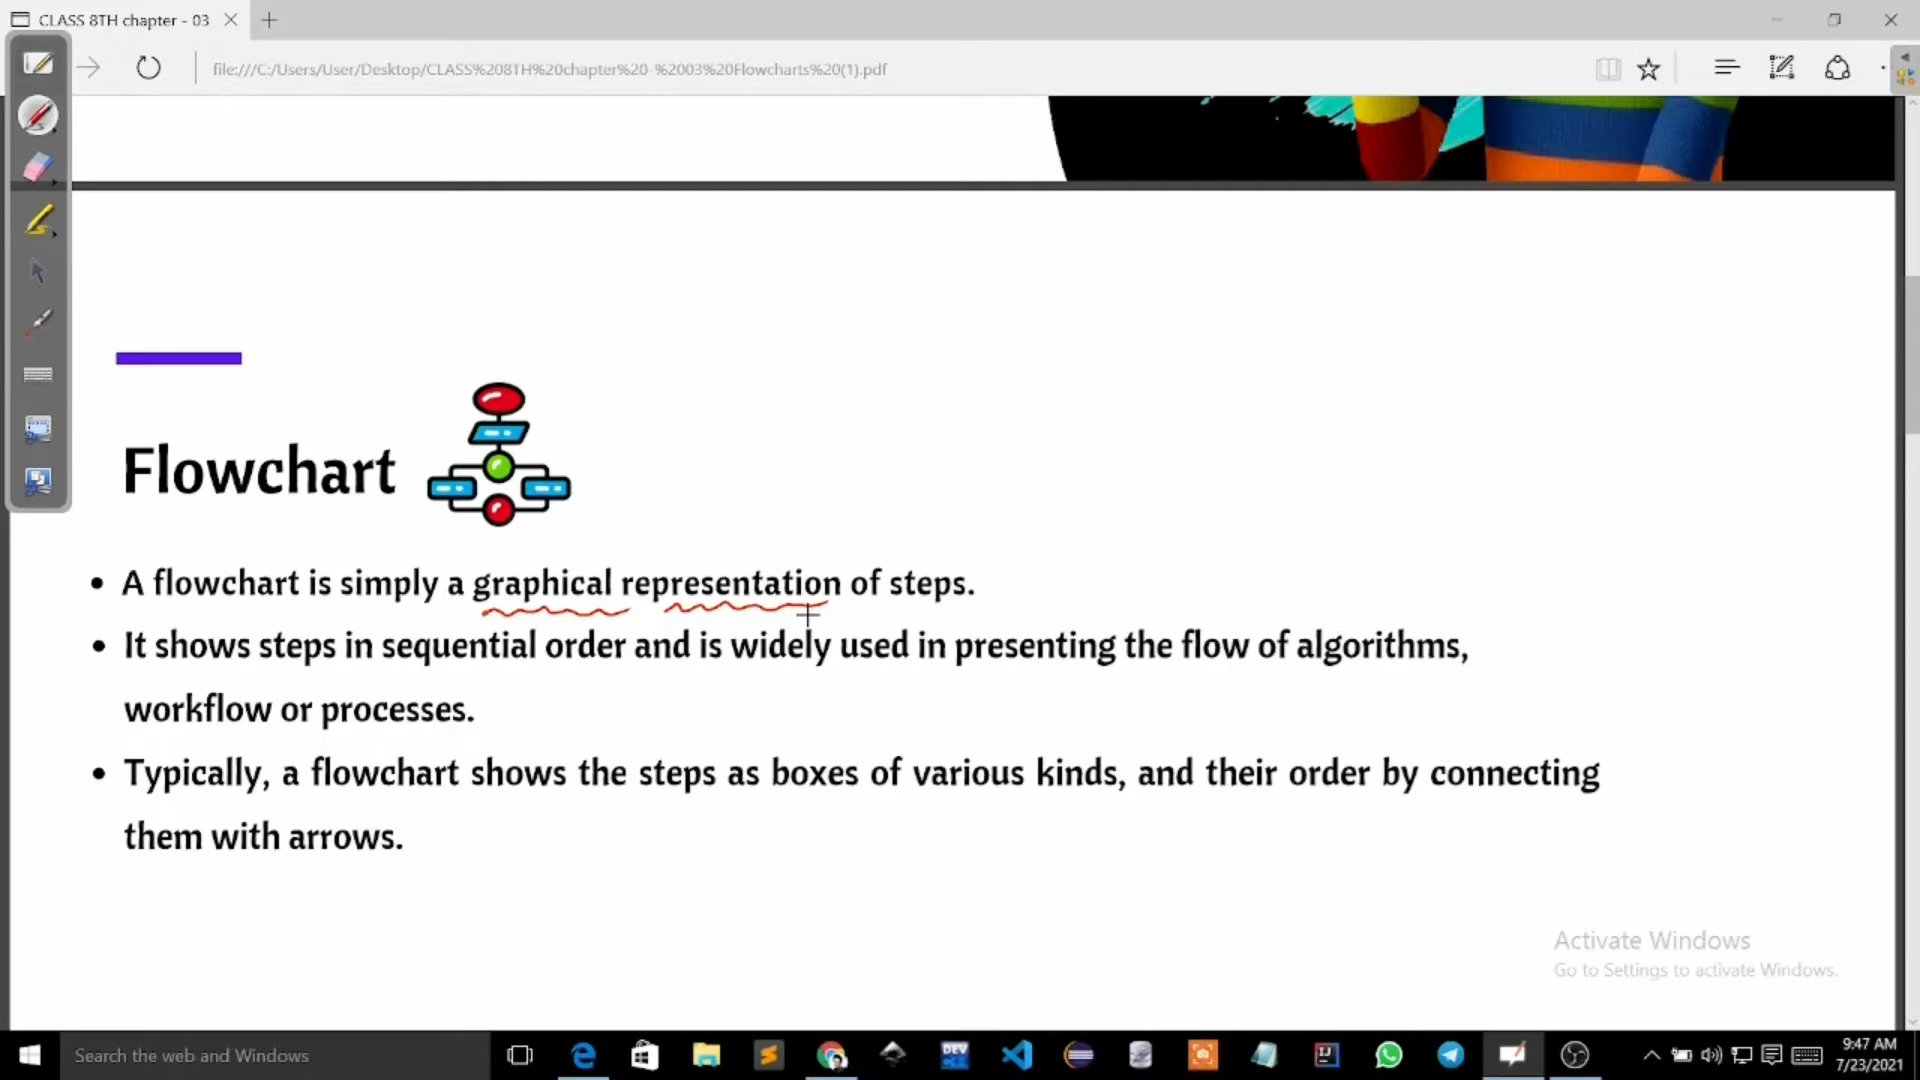 CLASS 8TH chapter - 03
file:///C:/Users/User/Desktop/CLASS%208TH%20chapter%20-%2003%20Flowcharts%20(1).pdf
Flowchart
• A flowchart is simply a graphical representation of steps.
• It shows steps in sequential order and is widely used in presenting the flow of algorithms,
workflow or processes.
• Typically, a flowchart shows the steps as boxes of various kinds, and their order by connecting
them with arrows.
Activate Windows
Go to Settings to activate Windows.
Search the web and Windows
DEV
C++
IJ
9:47 AM
7/23/2021